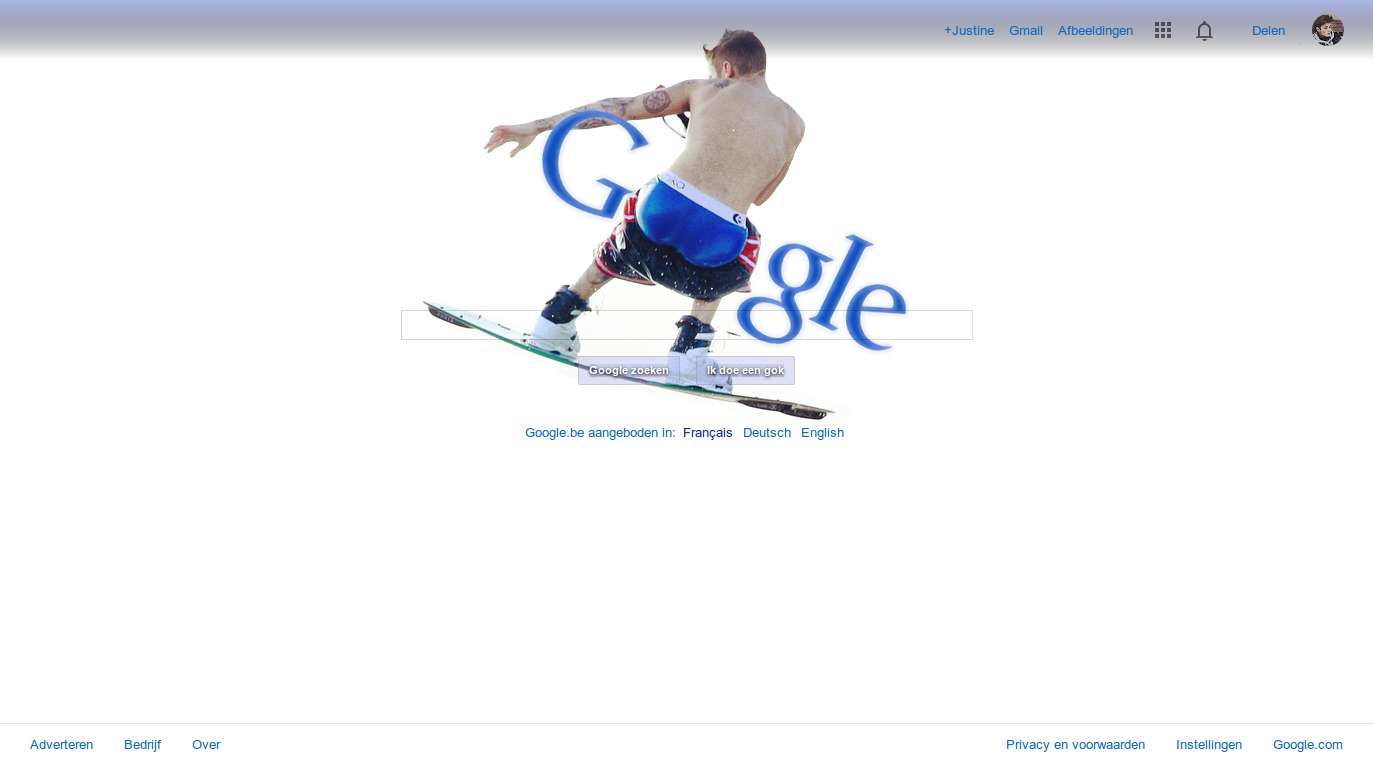 +Justine Gmail Afbeeldingen Delen
G gle
Google zoeken Ik doe een gok
Google.be aangeboden in: Français Deutsch English
Adverteren Bedrijf Over Privacy en voorwaarden Instellingen Google.com